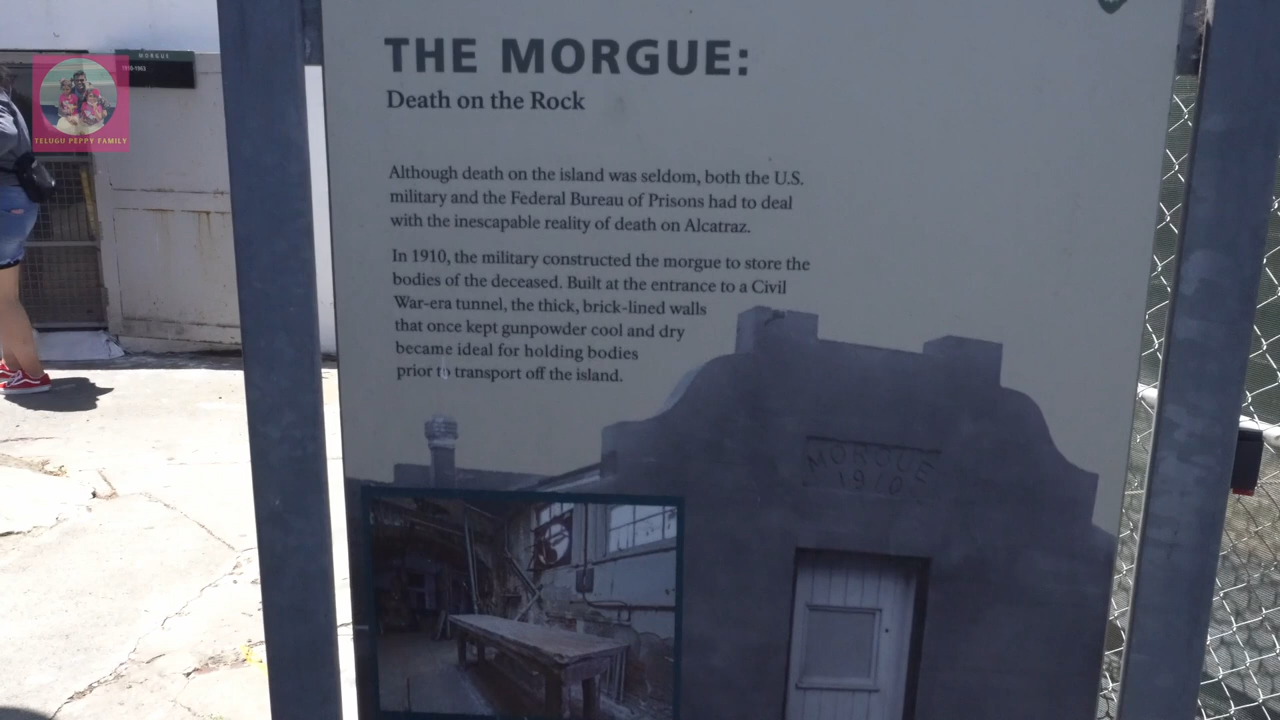 MORGUE
1910-1963
TELUGU PEPPY FAMILY
THE MORGUE:
Death on the Rock
Although death on the island was seldom, both the U.S.
military and the Federal Bureau of Prisons had to deal
with the inescapable reality of death on Alcatraz.
In 1910, the military constructed the morgue to store the
bodies of the deceased. Built at the entrance to a Civil
War-era tunnel, the thick, brick-lined walls
that once kept gunpowder cool and dry
became ideal for holding bodies
prior to transport off the island.
MORGUE
1910